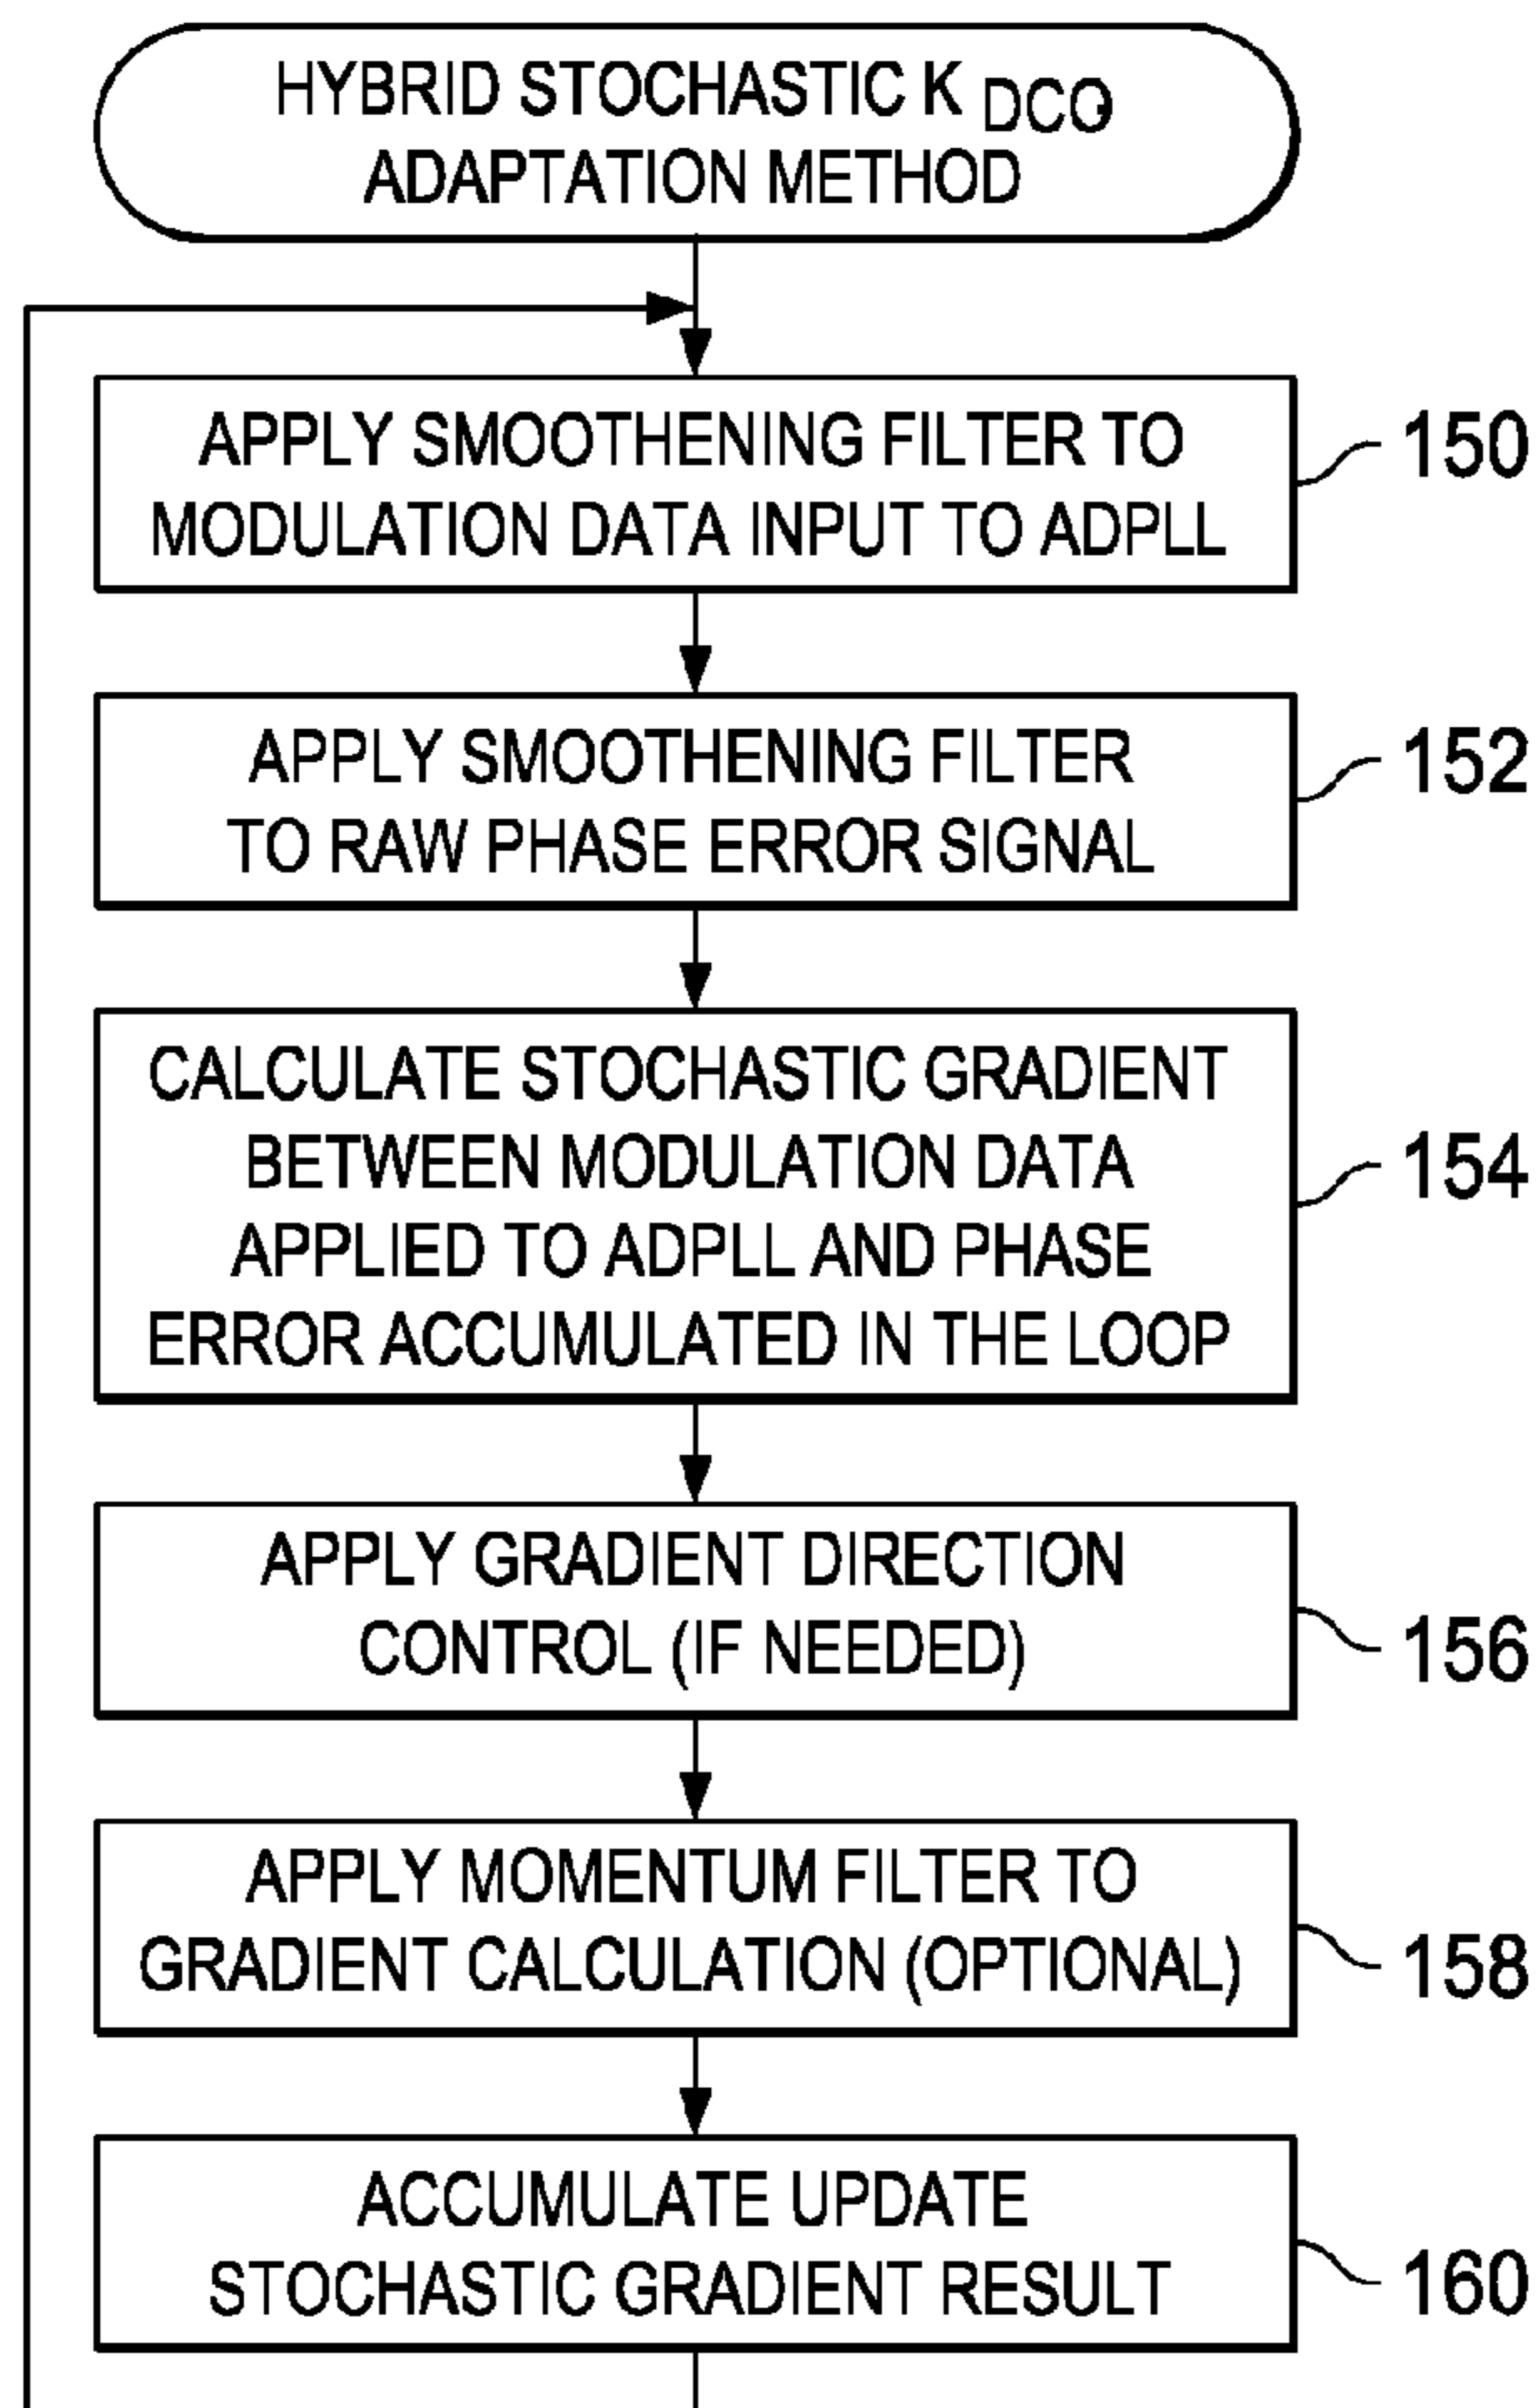 HYBRID STOCHASTIC K DCO
ADAPTATION METHOD
APPLY SMOOTHENING FILTER TO
MODULATION DATA INPUT TO ADPLL
150
APPLY SMOOTHENING FILTER
TO RAW PHASE ERROR SIGNAL
152
CALCULATE STOCHASTIC GRADIENT
BETWEEN MODULATION DATA
APPLIED TO ADPLL AND PHASE
ERROR ACCUMULATED IN THE LOOP
154
APPLY GRADIENT DIRECTION
CONTROL (IF NEEDED)
156
APPLY MOMENTUM FILTER TO
GRADIENT CALCULATION (OPTIONAL)
158
ACCUMULATE UPDATE
STOCHASTIC GRADIENT RESULT
160